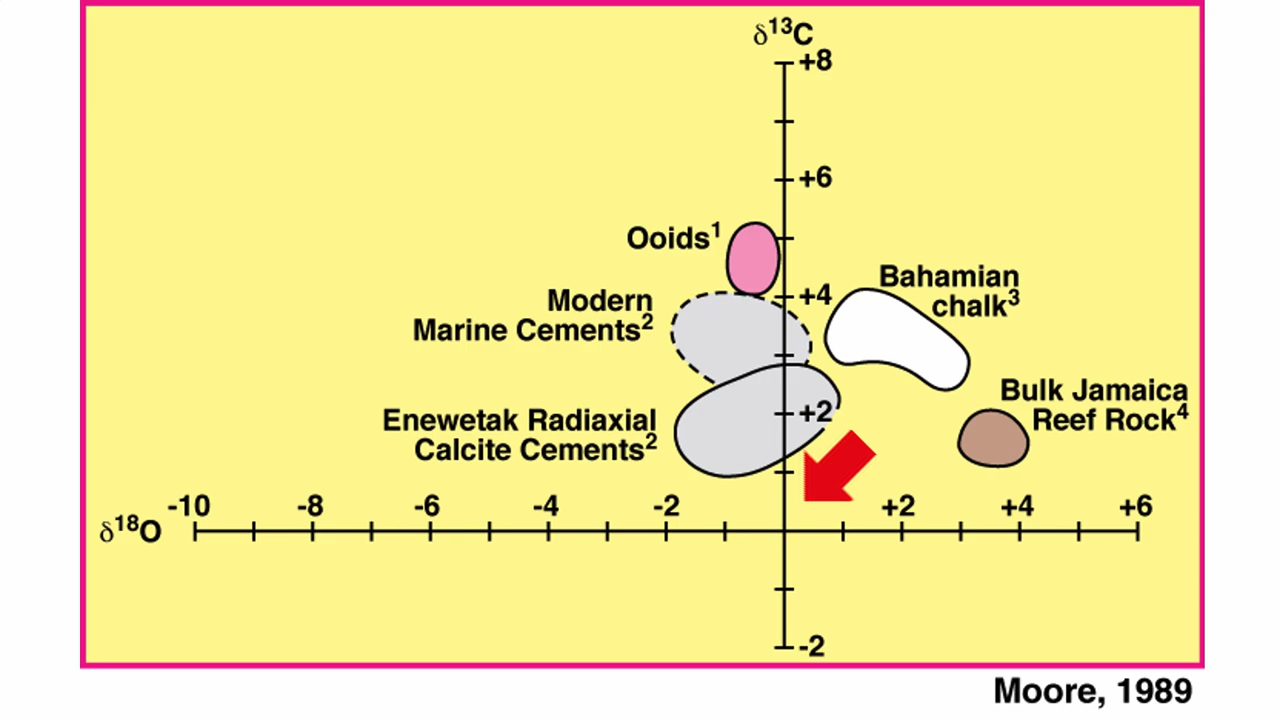 δ¹³C
+8
+6
Ooids¹
Bahamian
chalk³
+4
Modern
Marine Cements²
Bulk Jamaica
Reef Rock⁴
+2
Enewetak Radiaxial
Calcite Cements²
-10 -8 -6 -4 -2 +2 +4 +6
δ¹⁸O
-2
Moore, 1989